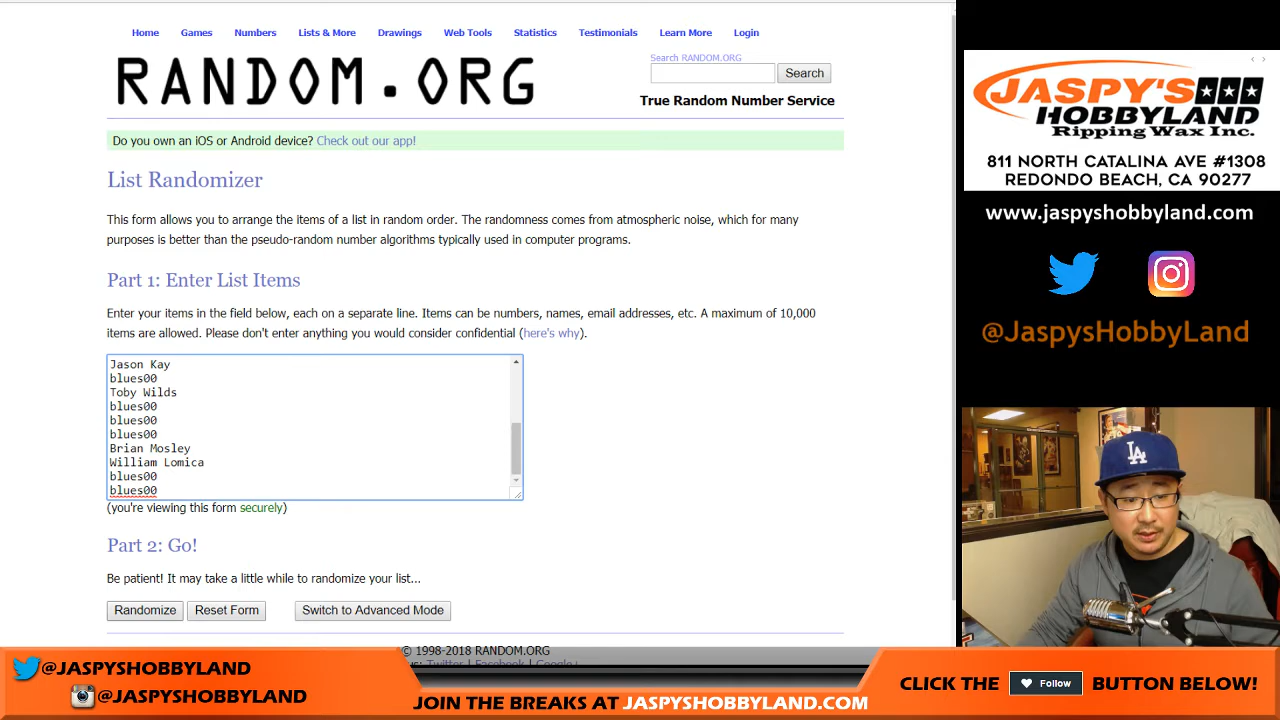 Home Games Numbers Lists & More Drawings Web Tools Statistics Testimonials Learn More Login
RANDOM.ORG
Search RANDOM.ORG
Search
True Random Number Service
Do you own an iOS or Android device? Check out our app!
List Randomizer
This form allows you to arrange the items of a list in random order. The randomness comes from atmospheric noise, which for many
purposes is better than the pseudo-random number algorithms typically used in computer programs.
Part 1: Enter List Items
Enter your items in the field below, each on a separate line. Items can be numbers, names, email addresses, etc. A maximum of 10,000
items are allowed. Please don't enter anything you would consider confidential (here's why).
Jason Kay
blues00
Toby Wilds
blues00
blues00
blues00
Brian Mosley
William Lomica
blues00
blues00
(you're viewing this form securely)
Part 2: Go!
Be patient! It may take a little while to randomize your list...
Randomize Reset Form Switch to Advanced Mode
© 1998-2018 RANDOM.ORG
JASPY'S
HOBBYLAND
Ripping Wax Inc.
811 NORTH CATALINA AVE #1308
REDONDO BEACH, CA 90277
www.jaspyshobbyland.com
@JaspysHobbyLand
LA
@JASPYSHOBBYLAND
@JASPYSHOBBYLAND
JOIN THE BREAKS AT JASPYSHOBBYLAND.COM
CLICK THE Follow BUTTON BELOW!